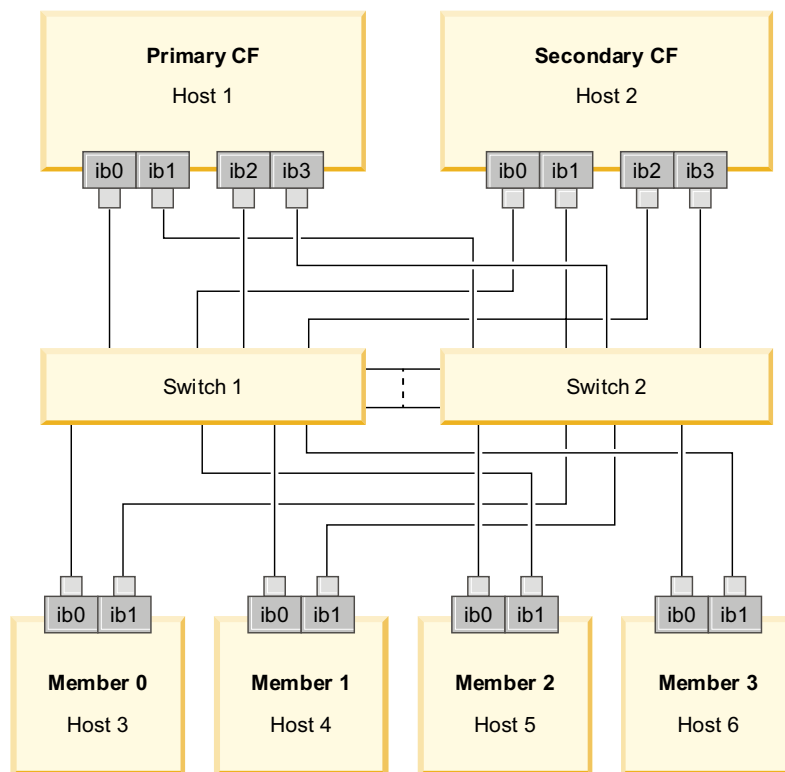 Primary CF
Host 1
Secondary CF
Host 2
ib0 ib1 ib2 ib3
ib0 ib1 ib2 ib3
Switch 1
Switch 2
ib0 ib1
ib0 ib1
ib0 ib1
ib0 ib1
Member 0
Host 3
Member 1
Host 4
Member 2
Host 5
Member 3
Host 6